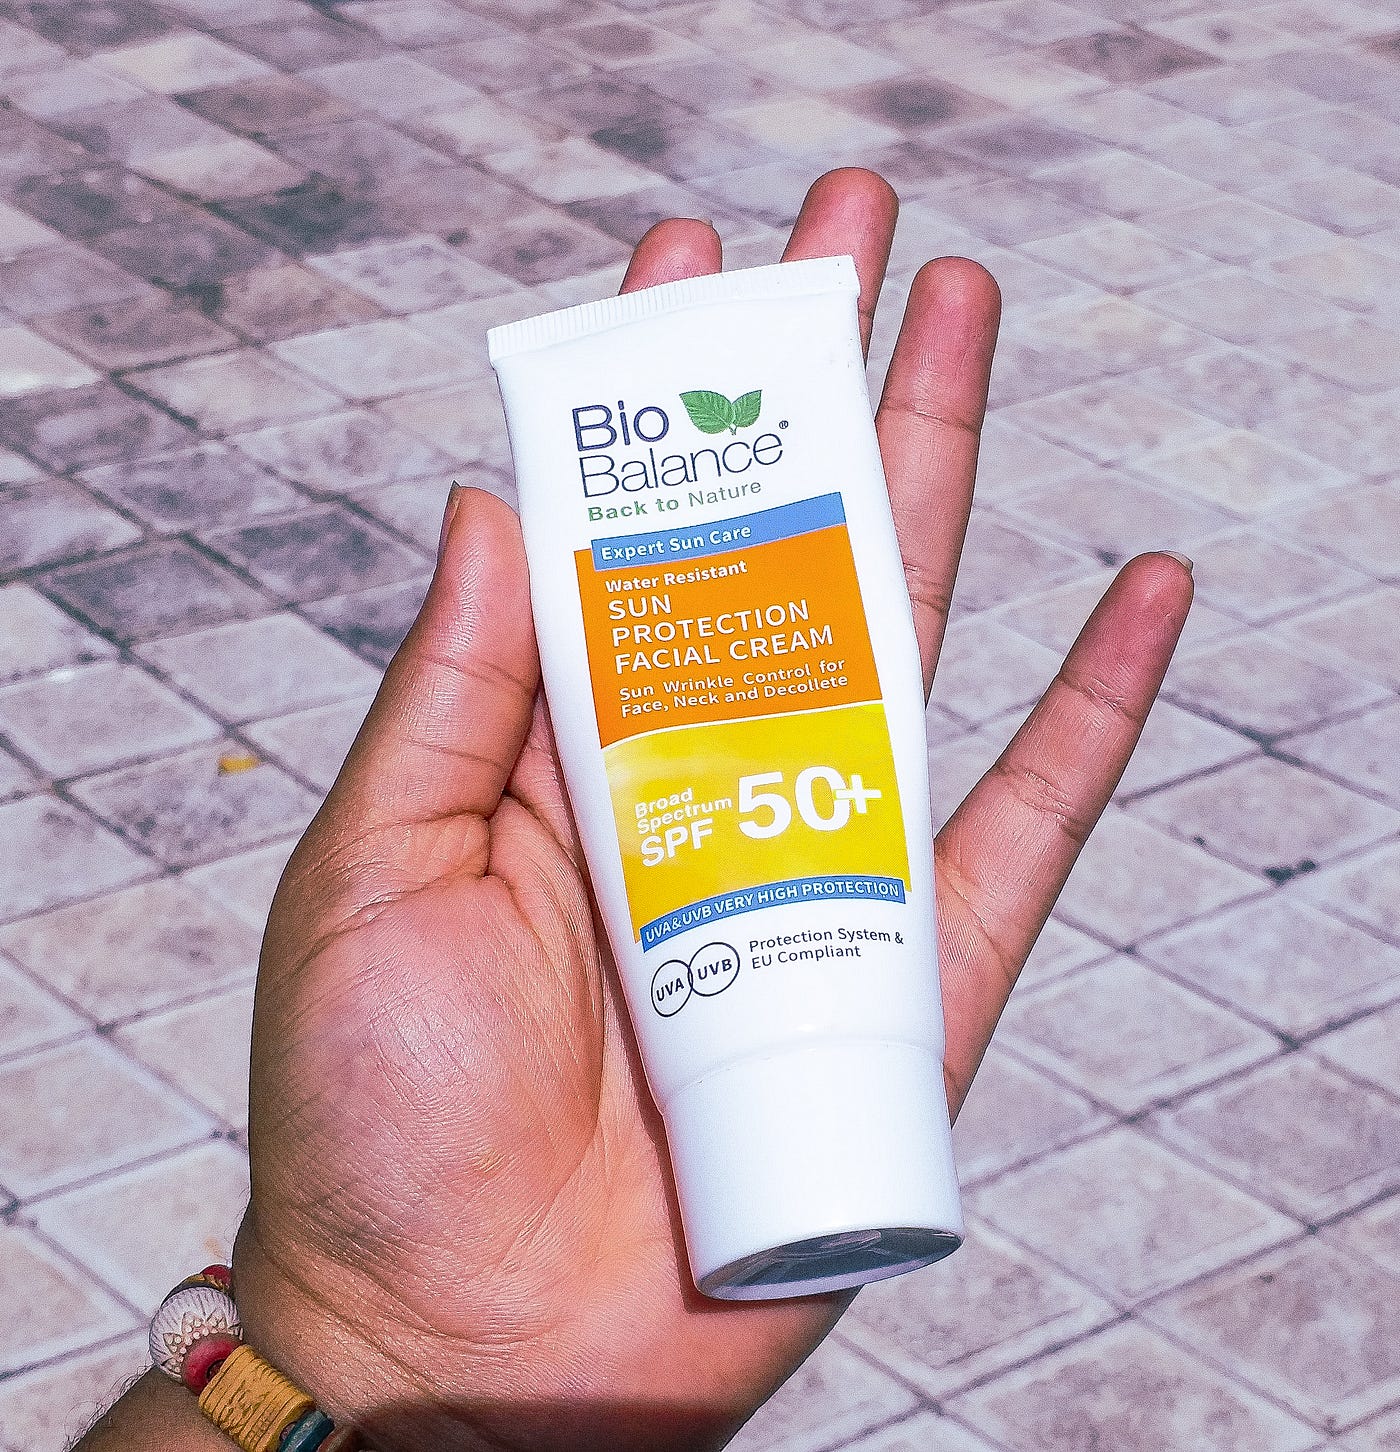 Bio
Balance®
Back to Nature
Expert Sun Care
Water Resistant
SUN
PROTECTION
FACIAL CREAM
Sun Wrinkle Control for
Face, Neck and Decollete
Broad
Spectrum
SPF 50+
UVA&UVB VERY HIGH PROTECTION
UVA UVB
Protection System &
EU Compliant